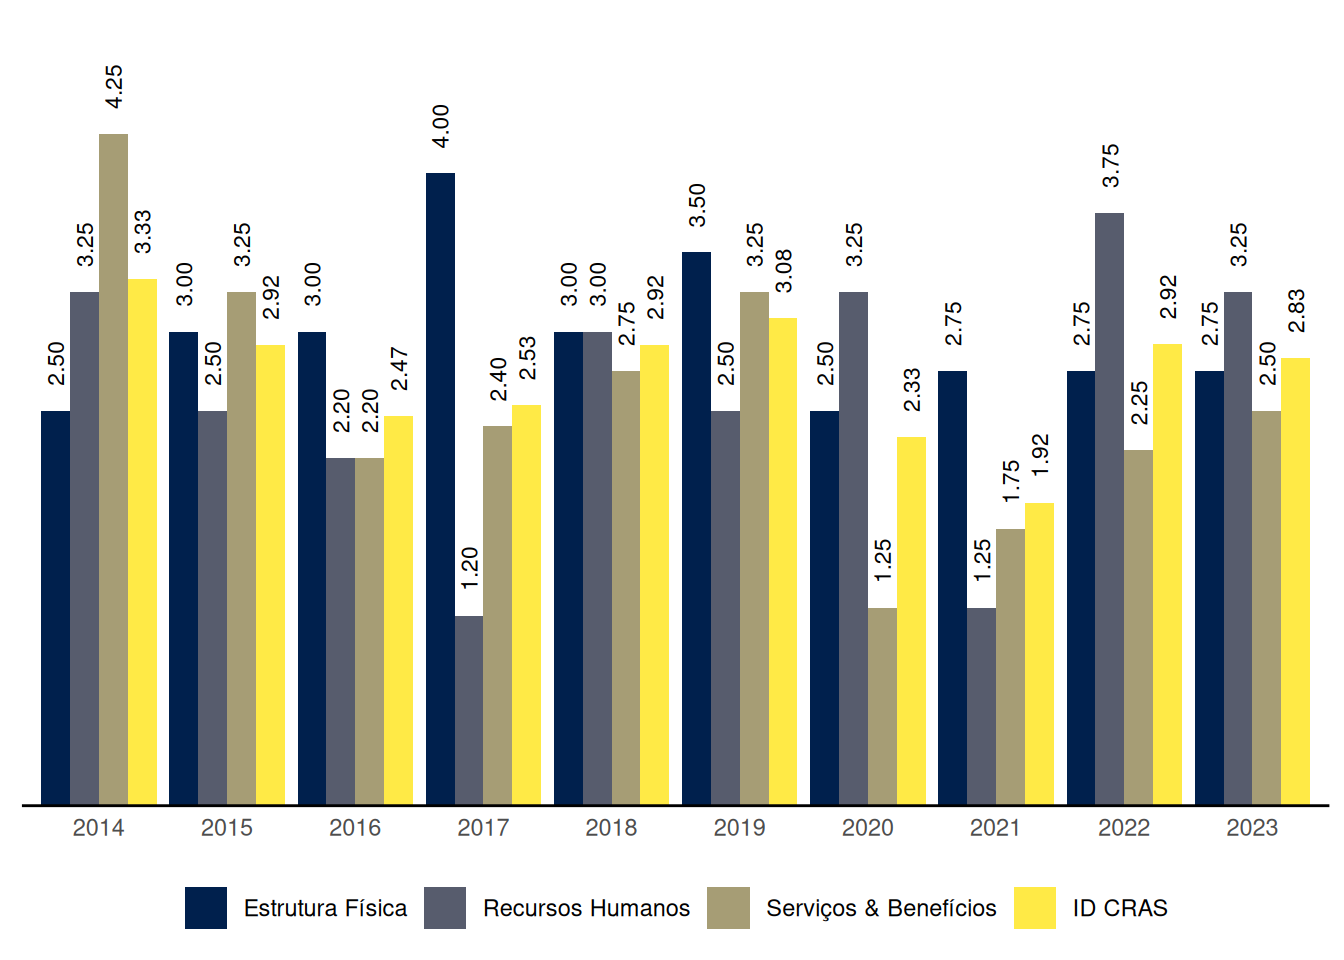 2.50 3.25 4.25 3.33 3.00 2.50 3.25 2.92 3.00 2.20 2.20 2.47 4.00 1.20 2.40 2.53 3.00 3.00 2.75 2.92 3.50 2.50 3.25 3.08 2.50 3.25 1.25 2.33 2.75 1.25 1.75 1.92 2.75 3.75 2.25 2.92 2.75 3.25 2.50 2.83
2014 2015 2016 2017 2018 2019 2020 2021 2022 2023
Estrutura Física Recursos Humanos Serviços & Benefícios ID CRAS